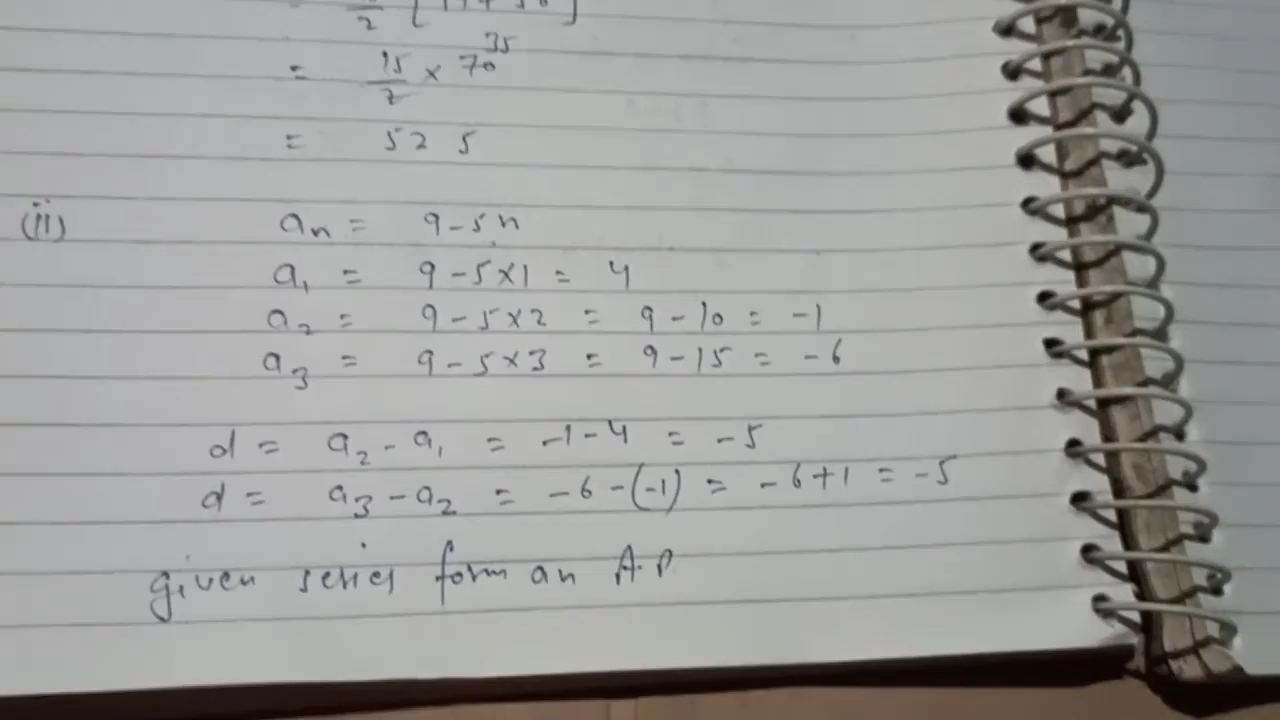 = 15/2 × 70 35
= 525
(ii) an = 9-5n
a1 = 9-5×1 = 4
a2 = 9-5×2 = 9-10 = -1
a3 = 9-5×3 = 9-15 = -6
d = a2-a1 = -1-4 = -5
d = a3-a2 = -6-(-1) = -6+1 = -5
given series form an A.P